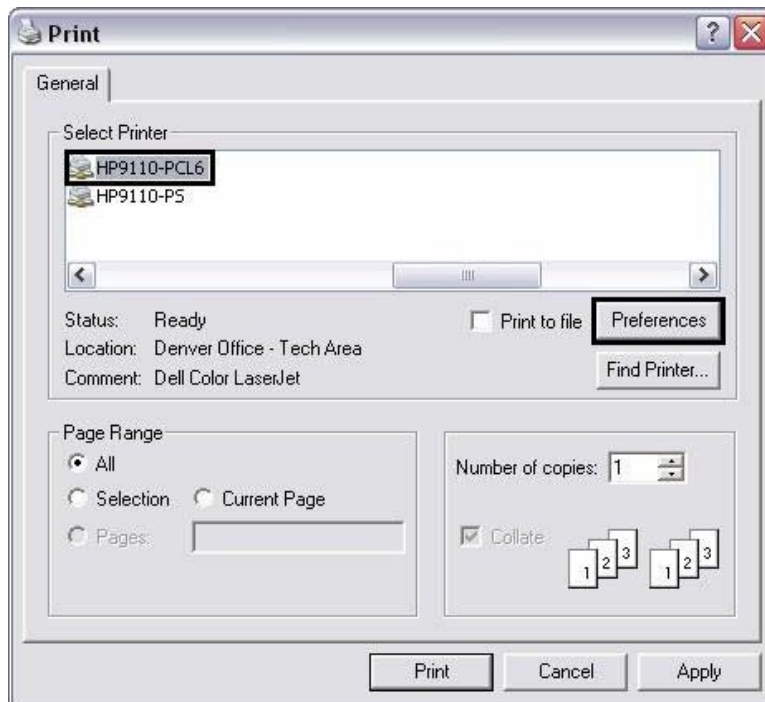 Print
General
Select Printer
HP9110-PCL6
HP9110-PS
Status: Ready
Print to file
Preferences
Location: Denver Office - Tech Area
Comment: Dell Color LaserJet
Find Printer...
Page Range
All
Selection
Current Page
Pages:
Number of copies: 1
Collate
1 2 3 1 2 3
Print Cancel Apply